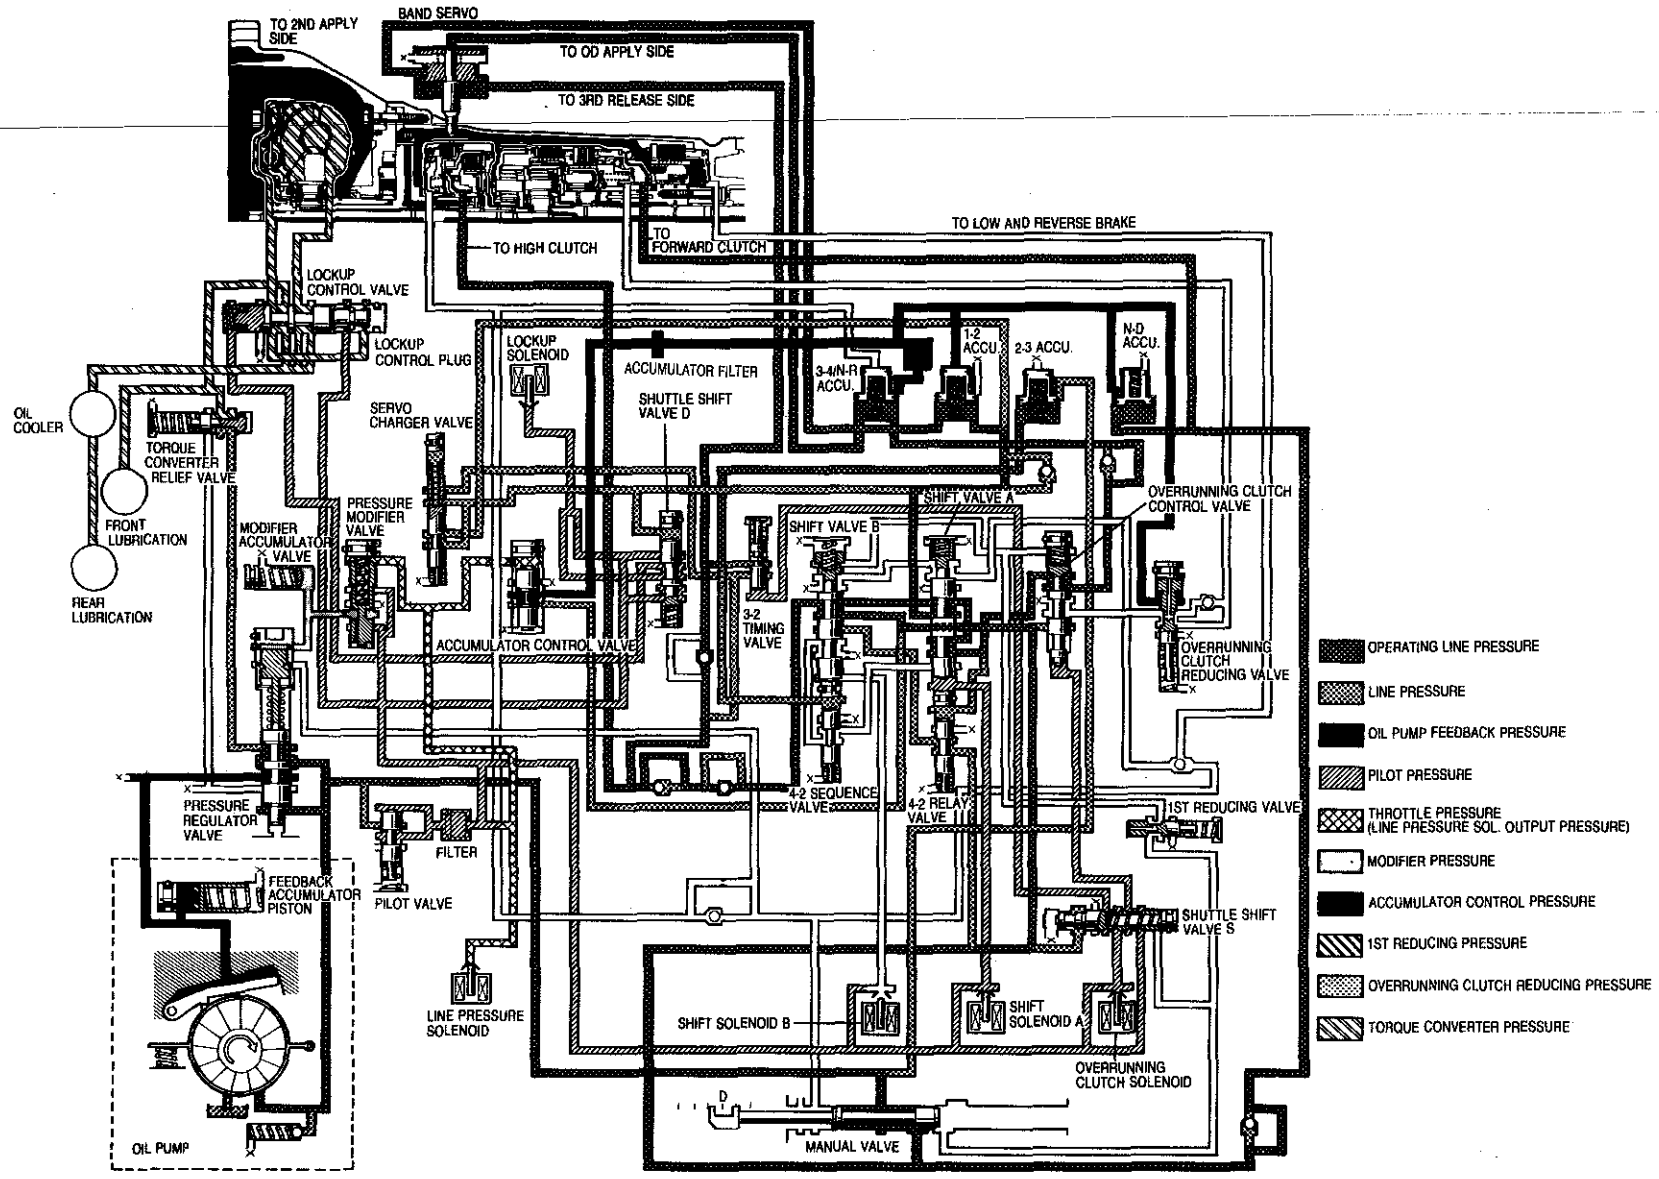 BAND SERVO
TO 2ND APPLY
SIDE
TO OD APPLY SIDE
TO 3RD RELEASE SIDE
TO LOW AND REVERSE BRAKE
TO HIGH CLUTCH
TO
FORWARD CLUTCH
LOCKUP
CONTROL VALVE
LOCKUP
CONTROL PLUG
LOCKUP
SOLENOID
ACCUMULATOR FILTER
3-4/N-R
ACCU.
1-2
ACCU.
2-3 ACCU.
N-D
ACCU.
SHUTTLE SHIFT
VALVE D
SERVO
CHARGER VALVE
OIL
COOLER
TORQUE
CONVERTER
RELIEF VALVE
FRONT
LUBRICATION
REAR
LUBRICATION
MODIFIER
ACCUMULATOR
VALVE
PRESSURE
MODIFIER
VALVE
ACCUMULATOR CONTROL VALVE
SHIFT VALVE A
SHIFT VALVE B
OVERRUNNING CLUTCH
CONTROL VALVE
3-2
TIMING
VALVE
OVERRUNNING
CLUTCH
REDUCING VALVE
4-2 SEQUENCE
VALVE
4-2 RELAY
VALVE
1ST REDUCING VALVE
PRESSURE
REGULATOR
VALVE
FILTER
PILOT VALVE
FEEDBACK
ACCUMULATOR
PISTON
SHUTTLE SHIFT
VALVE S
LINE PRESSURE
SOLENOID
SHIFT SOLENOID B
SHIFT
SOLENOID A
OVERRUNNING
CLUTCH SOLENOID
D
MANUAL VALVE
OIL PUMP
OPERATING LINE PRESSURE
LINE PRESSURE
OIL PUMP FEEDBACK PRESSURE
PILOT PRESSURE
THROTTLE PRESSURE
(LINE PRESSURE SOL. OUTPUT PRESSURE)
MODIFIER PRESSURE
ACCUMULATOR CONTROL PRESSURE
1ST REDUCING PRESSURE
OVERRUNNING CLUTCH REDUCING PRESSURE
TORQUE CONVERTER PRESSURE